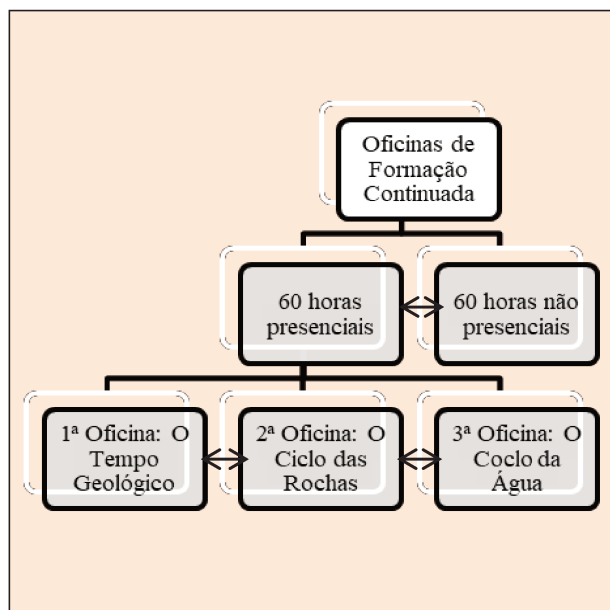 Oficinas de
Formação
Continuada
60 horas
presenciais
60 horas não
presenciais
1ª Oficina: O
Tempo
Geológico
2ª Oficina: O
Ciclo das
Rochas
3ª Oficina: O
Coclo da
Água